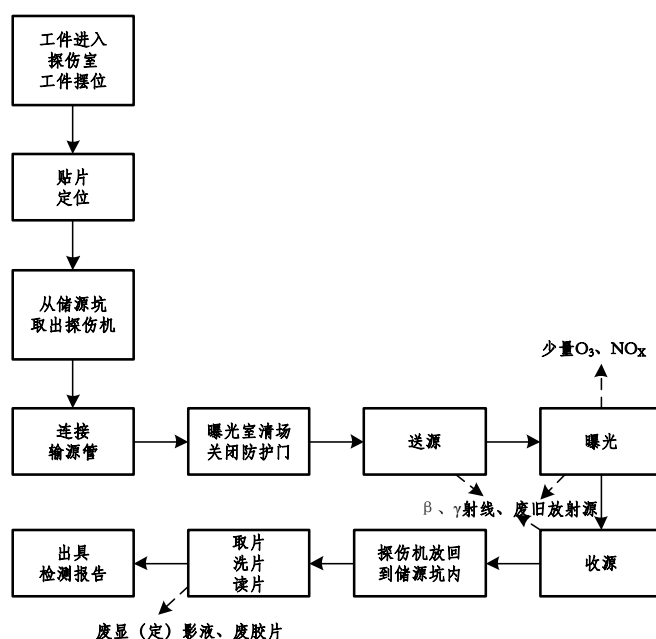 工件进入
探伤室
工件摆位
贴片
定位
从储源坑
取出探伤机
少量O₃、NOₓ
连接
输源管
曝光室清场
关闭防护门
送源
曝光
β、γ射线、废旧放射源
出具
检测报告
取片
洗片
读片
探伤机放回
到储源坑内
收源
废显（定）影液、废胶片